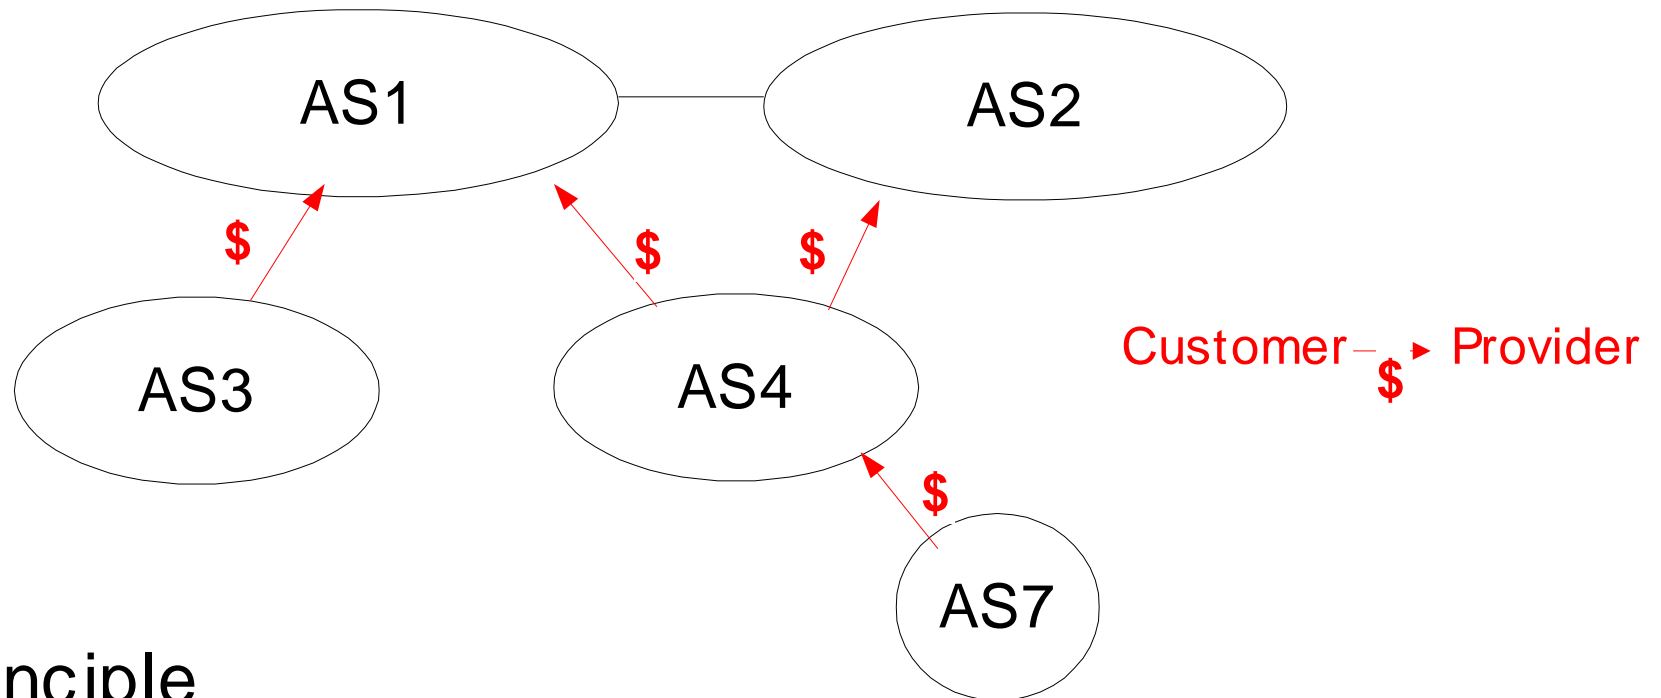 AS1
AS2
$
$
$
Customer $ Provider
AS3
AS4
$
AS7
nciple